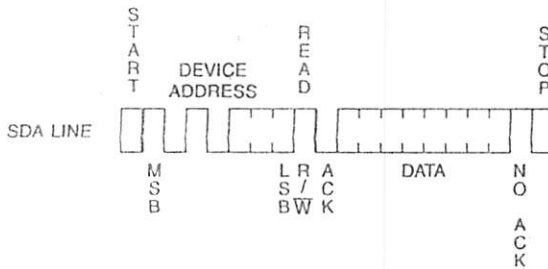 START
DEVICE
ADDRESS
READ
STOP
SDA LINE
MSB
LSB
R/W
ACK
DATA
NO ACK